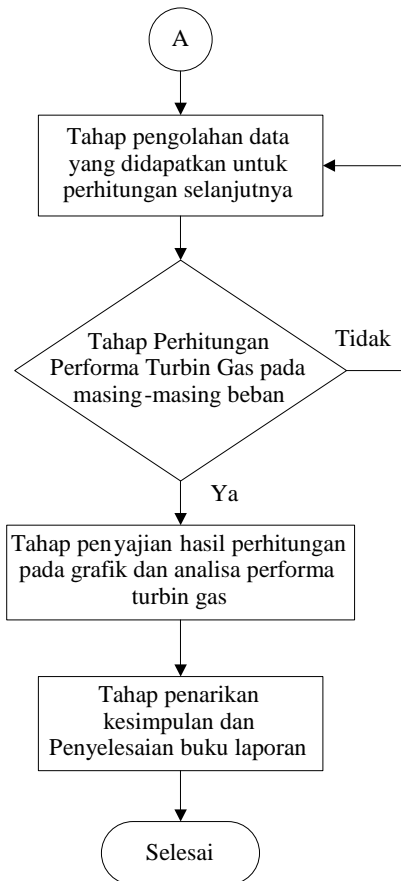 A
Tahap pengolahan data
yang didapatkan untuk
perhitungan selanjutnya
Tahap Perhitungan
Performa Turbin Gas pada
masing-masing beban
Tidak
Ya
Tahap penyajian hasil perhitungan
pada grafik dan analisa performa
turbin gas
Tahap penarikan
kesimpulan dan
Penyelesaian buku laporan
Selesai